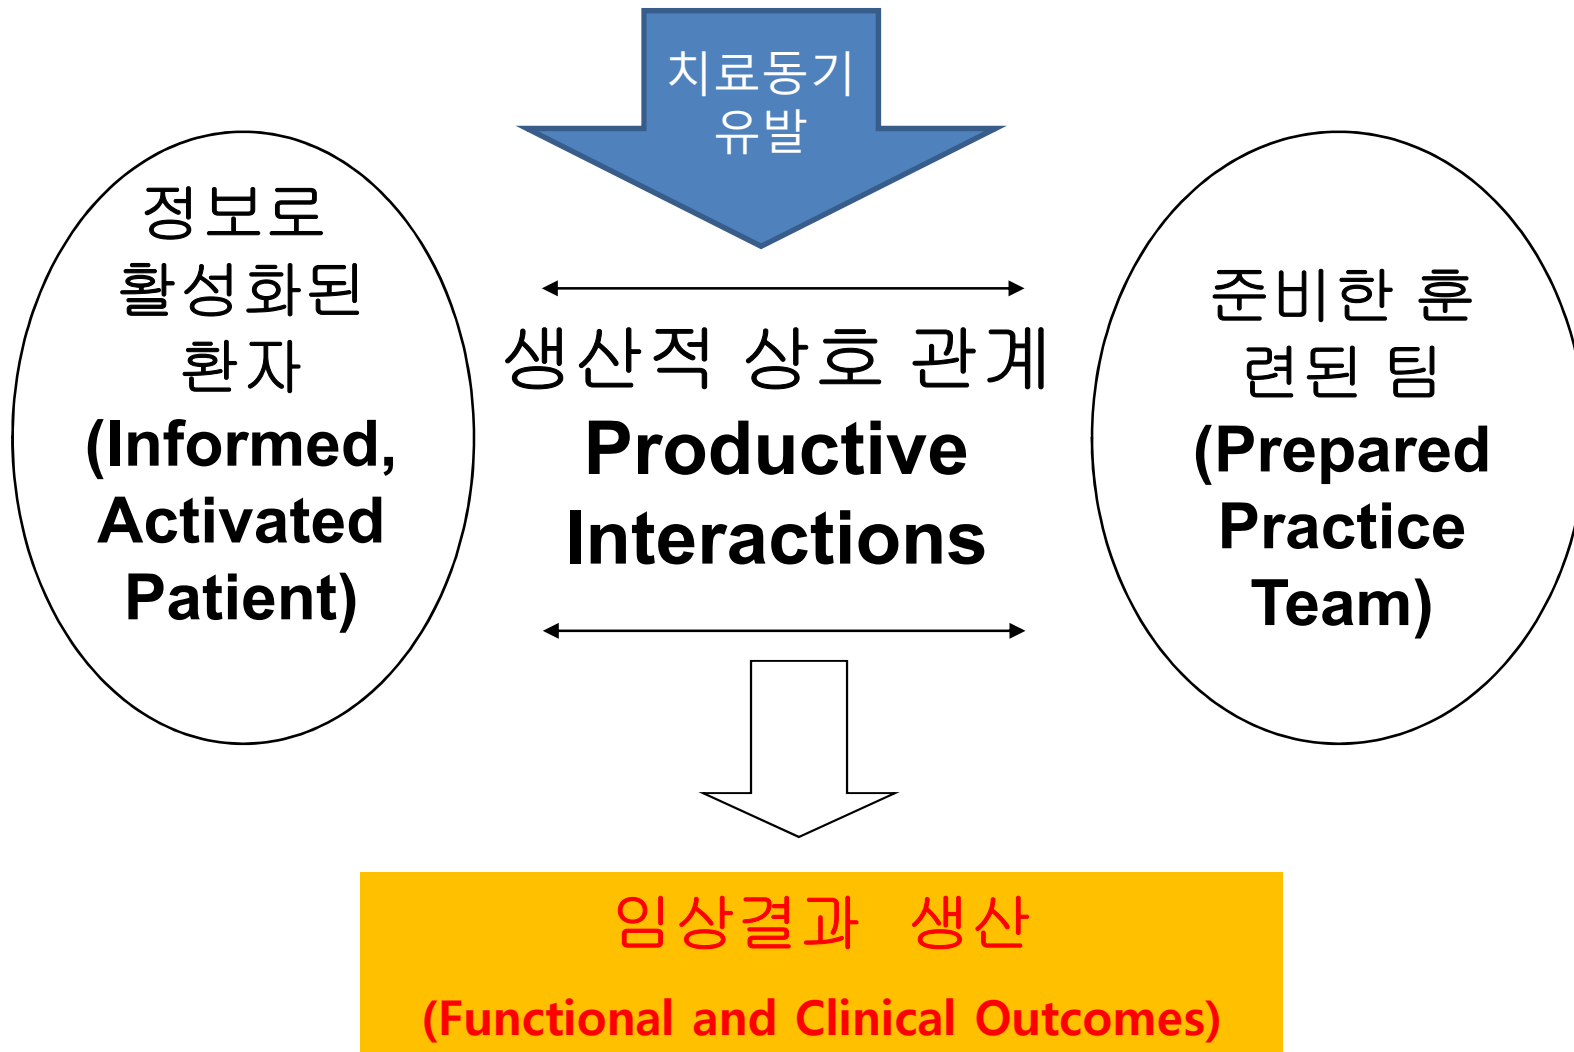 치료동기
유발
정보로
활성화된
환자
(Informed,
Activated
Patient)
생산적 상호 관계
Productive
Interactions
준비한 훈
련된 팀
(Prepared
Practice
Team)
임상결과 생산
(Functional and Clinical Outcomes)